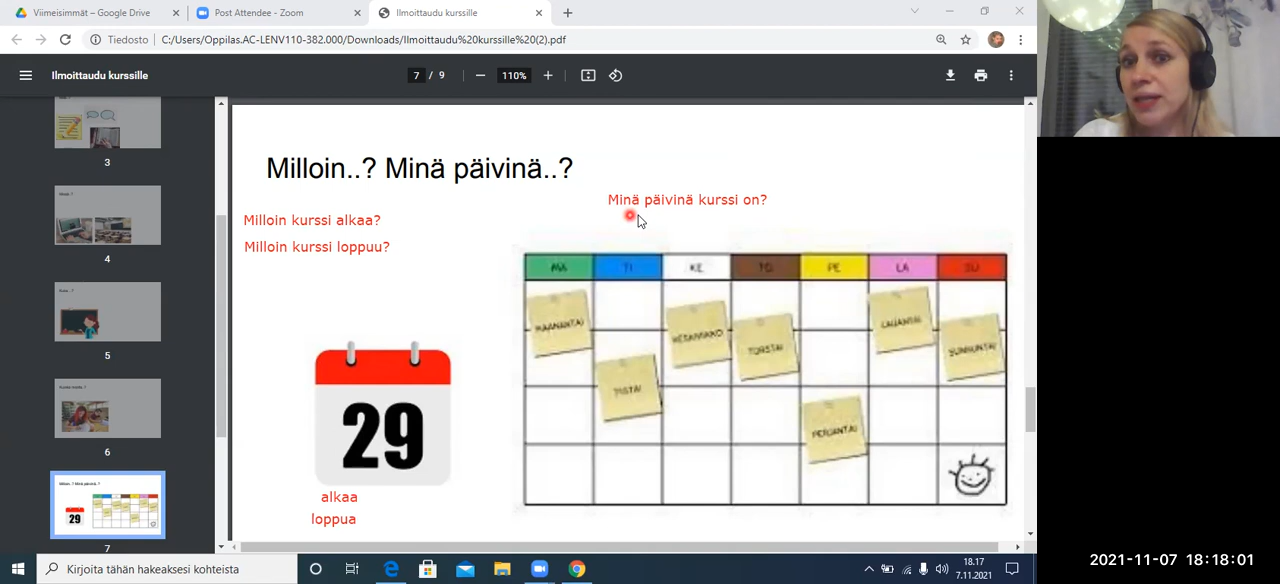 Viimeisimmät – Google Drive
Post Attendee - Zoom
Ilmoittaudu kurssille
Tiedosto
C:/Users/Oppilas.AC-LENV110-382.000/Downloads/Ilmoittaudu%20kurssille%20(2).pdf
Ilmoittaudu kurssille
7 / 9
110%
3
4
5
6
7
Milloin..? Minä päivinä..?
Minä päivinä kurssi on?
Milloin kurssi alkaa?
Milloin kurssi loppuu?
MA TI KE TO PE LA SU
MAANANTAI
KESKIVIIKKO
TORSTAI
LAUANTAI
SUNNUNTAI
TIISTAI
PERJANTAI
29
alkaa
loppua
29
Kirjoita tähän hakeaksesi kohteista
18.17
7.11.2021
2021-11-07 18:18:01